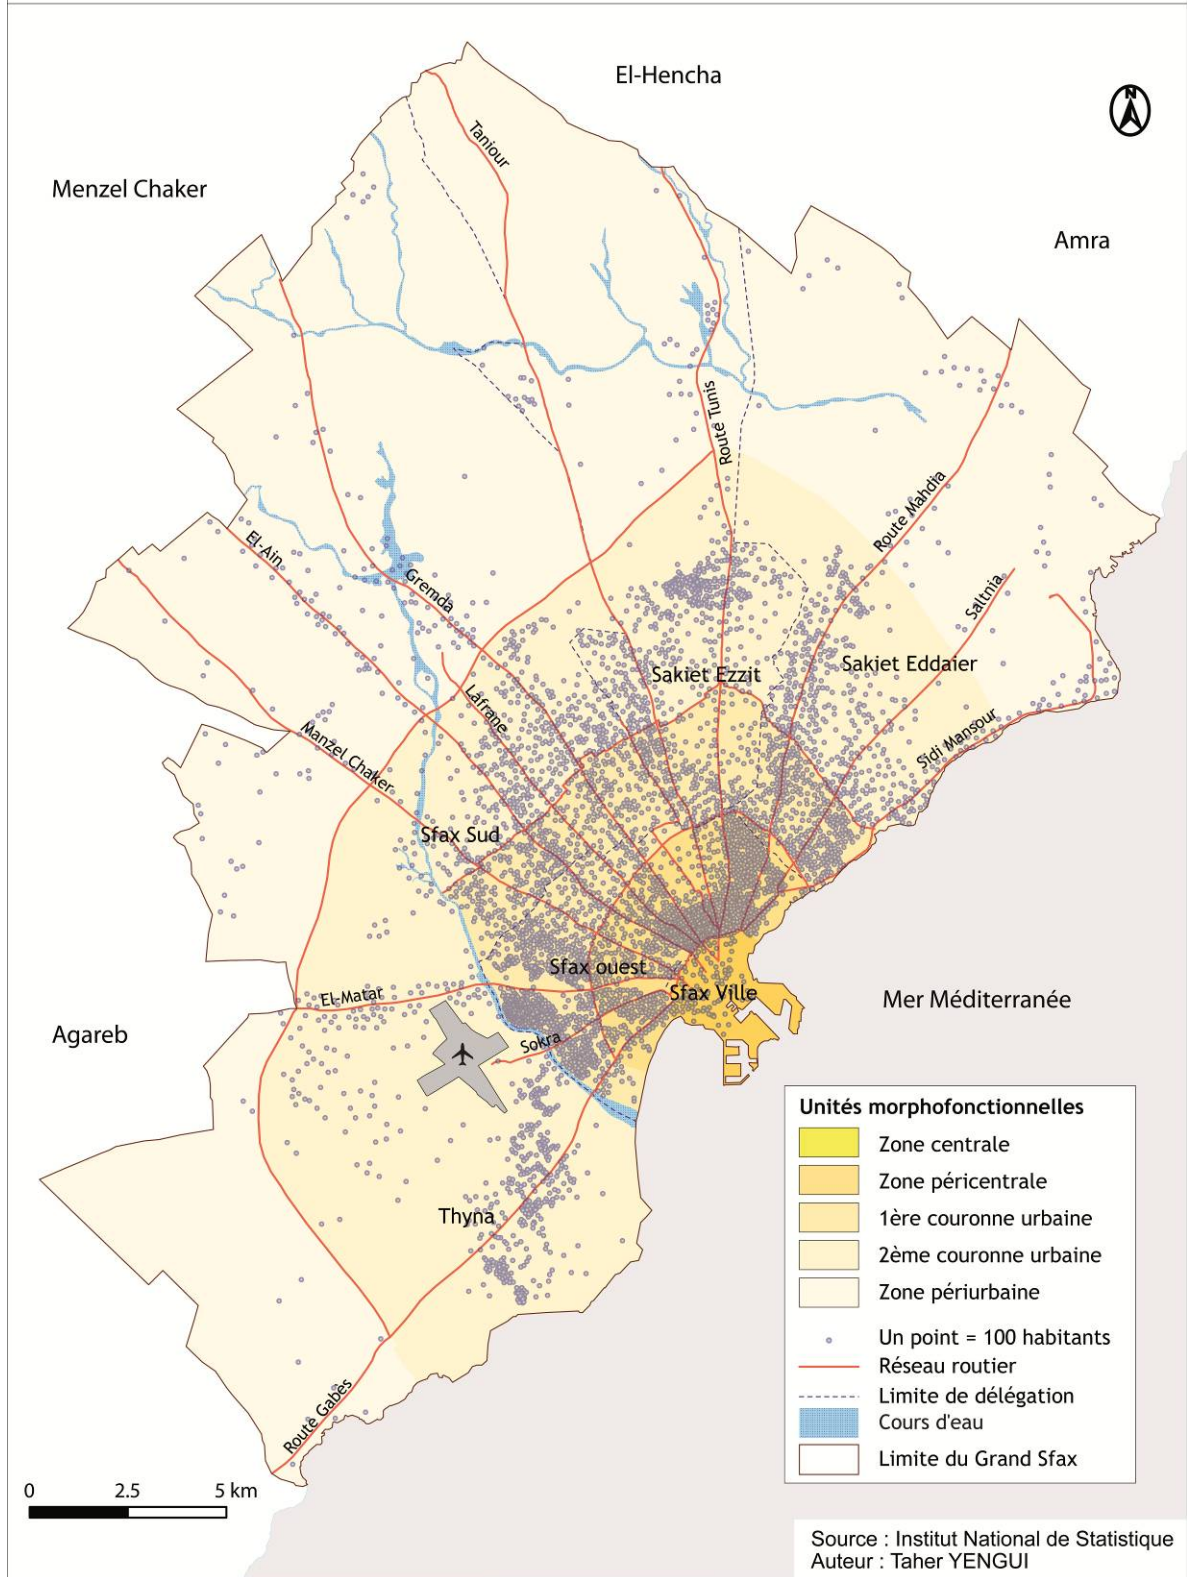 El-Hencha
N
Taniour
Menzel Chaker
Amra
Route Tunis
Route Mahdia
El-Ain
Gremda
Saltnia
Sakiet Eddaier
Sakiet Ezzit
Lafrane
Sidi Mansour
Manzel Chaker
Sfax Sud
Sfax ouest
Sfax Ville
El-Matar
Mer Méditerranée
Agareb
Sokra
Thyna
Route Gabès
Unités morphofonctionnelles
Zone centrale
Zone péricentrale
1ère couronne urbaine
2ème couronne urbaine
Zone périurbaine
Un point = 100 habitants
Réseau routier
Limite de délégation
Cours d'eau
Limite du Grand Sfax
0 2.5 5 km
Source : Institut National de Statistique
Auteur : Taher YENGUI